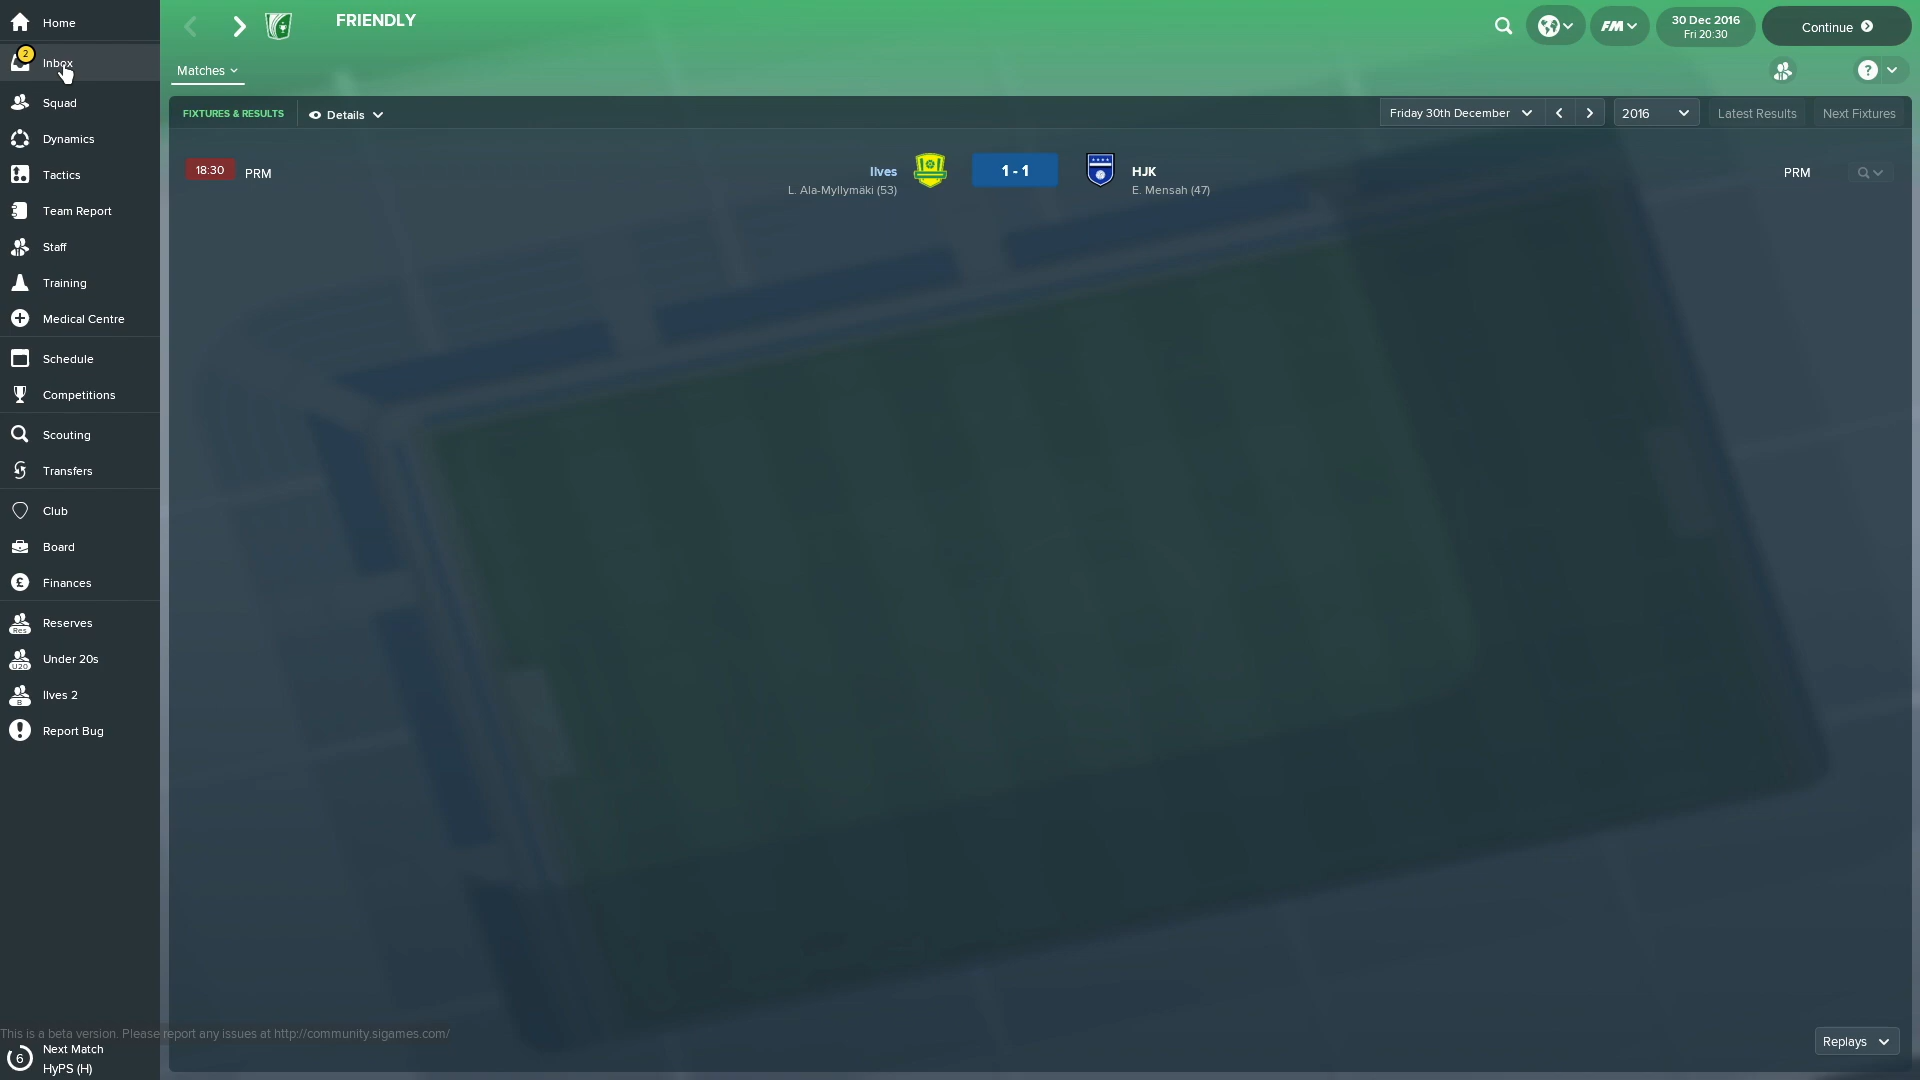 Home
2
Inbox
Squad
Dynamics
Tactics
Team Report
Staff
Training
Medical Centre
Schedule
Competitions
Scouting
Transfers
Club
Board
£
Finances
Res
Reserves
U20
Under 20s
B
Ilves 2
Report Bug
FRIENDLY
FM
30 Dec 2016
Fri 20:30
Continue
Matches
?
FIXTURES & RESULTS
Details
Friday 30th December
2016
Latest Results
Next Fixtures
18:30
PRM
Ilves
1 - 1
HJK
PRM
L. Ala-Myllymäki (53)
E. Mensah (47)
This is a beta version. Please report any issues at http://community.sigames.com/
6
Next Match
HyPS (H)
Replays